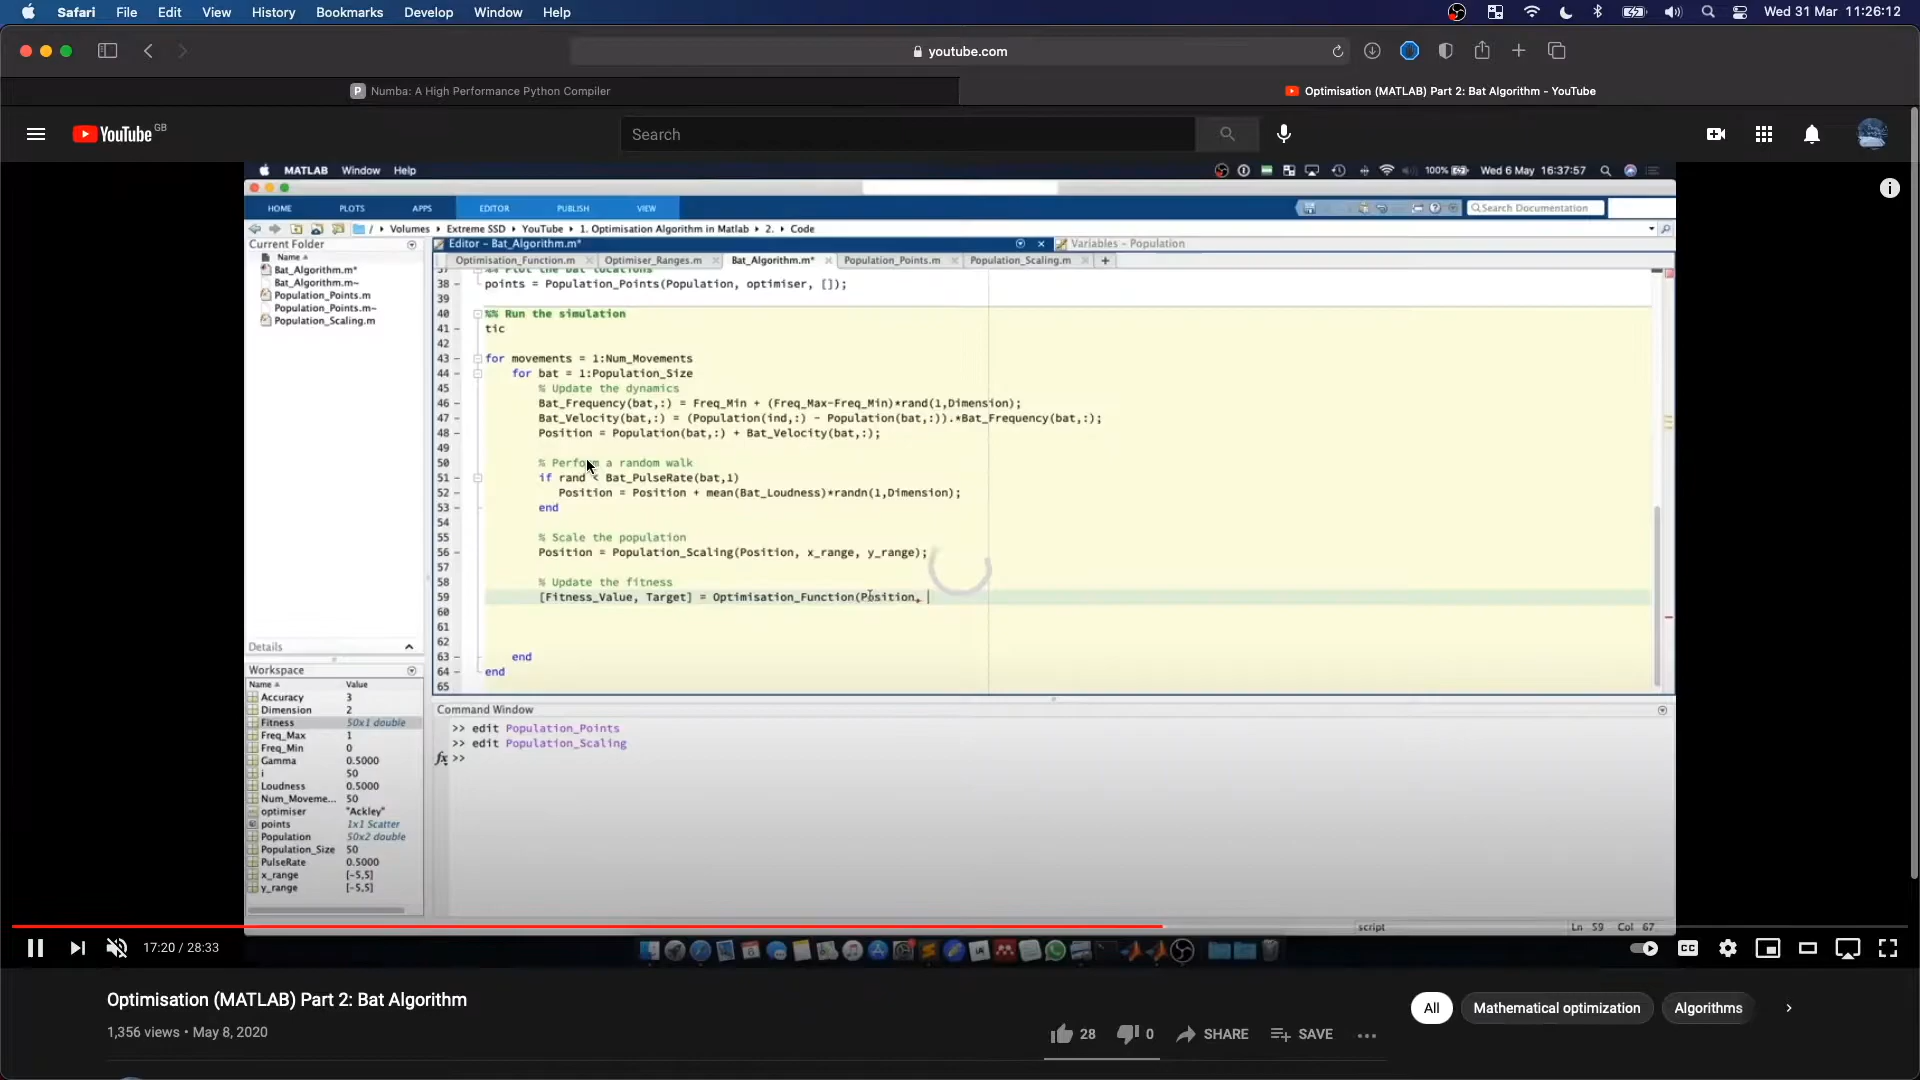 Safari File Edit View History Bookmarks Develop Window Help Wed 31 Mar 11:26:12
youtube.com
P Numba: A High Performance Python Compiler
Optimisation (MATLAB) Part 2: Bat Algorithm - YouTube
YouTube GB
Search
MATLAB Window Help 100% Wed 6 May 16:37:57
HOME PLOTS APPS EDITOR PUBLISH VIEW Search Documentation
/ Volumes Extreme SSD YouTube 1. Optimisation Algorithm in Matlab 2. Code
Current Folder
Name
Bat_Algorithm.m*
Bat_Algorithm.m~
Population_Points.m
Population_Points.m~
Population_Scaling.m
Details
Workspace
Name Value
Accuracy 3
Dimension 2
Fitness 50x1 double
Freq_Max 1
Freq_Min 0
Gamma 0.5000
i 50
Loudness 0.5000
Num_Moveme... 50
optimiser "Ackley"
points 1x1 Scatter
Population 50x2 double
Population_Size 50
PulseRate 0.5000
x_range [-5,5]
y_range [-5,5]
Editor - Bat_Algorithm.m*
Variables - Population
Optimisation_Function.m Optimiser_Ranges.m Bat_Algorithm.m* Population_Points.m Population_Scaling.m +
37 %% Plot the bat locations
38 points = Population_Points(Population, optimiser, []);
39
40 %% Run the simulation
41 tic
42
43 for movements = 1:Num_Movements
44 for bat = 1:Population_Size
45 % Update the dynamics
46 Bat_Frequency(bat,:) = Freq_Min + (Freq_Max-Freq_Min)*rand(1,Dimension);
47 Bat_Velocity(bat,:) = (Population(ind,:) - Population(bat,:)).*Bat_Frequency(bat,:);
48 Position = Population(bat,:) + Bat_Velocity(bat,:);
49
50 % Perform a random walk
51 if rand < Bat_PulseRate(bat,1)
52 Position = Position + mean(Bat_Loudness)*randn(1,Dimension);
53 end
54
55 % Scale the population
56 Position = Population_Scaling(Position, x_range, y_range);
57
58 % Update the fitness
59 [Fitness_Value, Target] = Optimisation_Function(Position,
60
61
62
63 end
64 end
65
Command Window
>> edit Population_Points
>> edit Population_Scaling
fx >>
script Ln 59 Col 67
17:20 / 28:33
CC
Optimisation (MATLAB) Part 2: Bat Algorithm
1,356 views • May 8, 2020
28 0 SHARE SAVE
All Mathematical optimization Algorithms